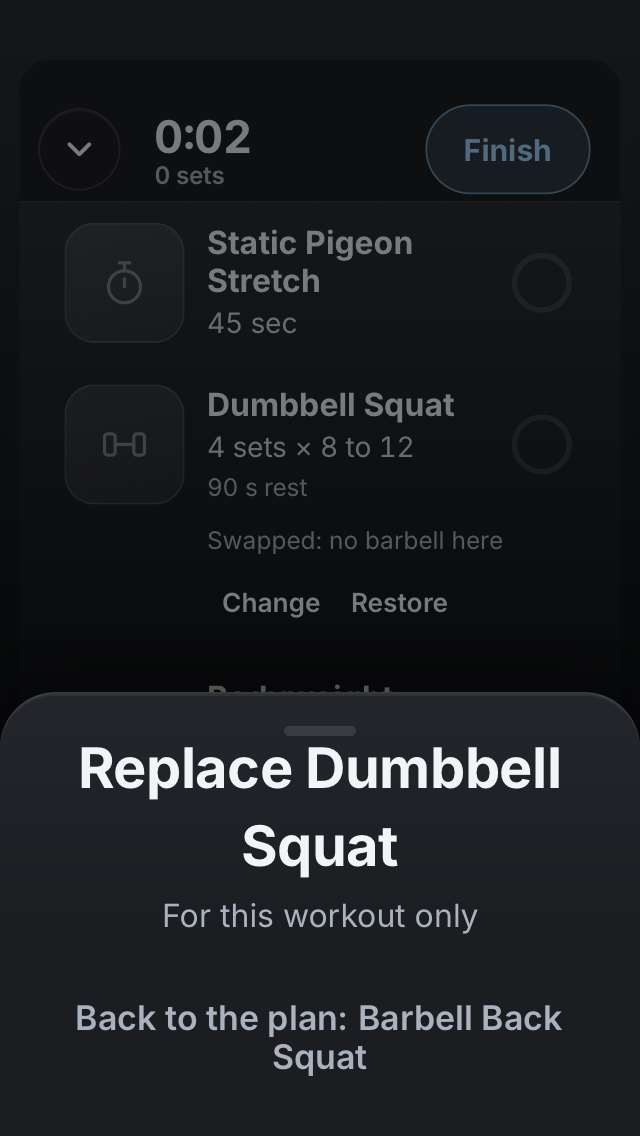 0:02
0 sets
Finish
Static Pigeon
Stretch
45 sec
Dumbbell Squat
4 sets × 8 to 12
90 s rest
Swapped: no barbell here
Change Restore
Replace Dumbbell
Squat
For this workout only
Back to the plan: Barbell Back
Squat